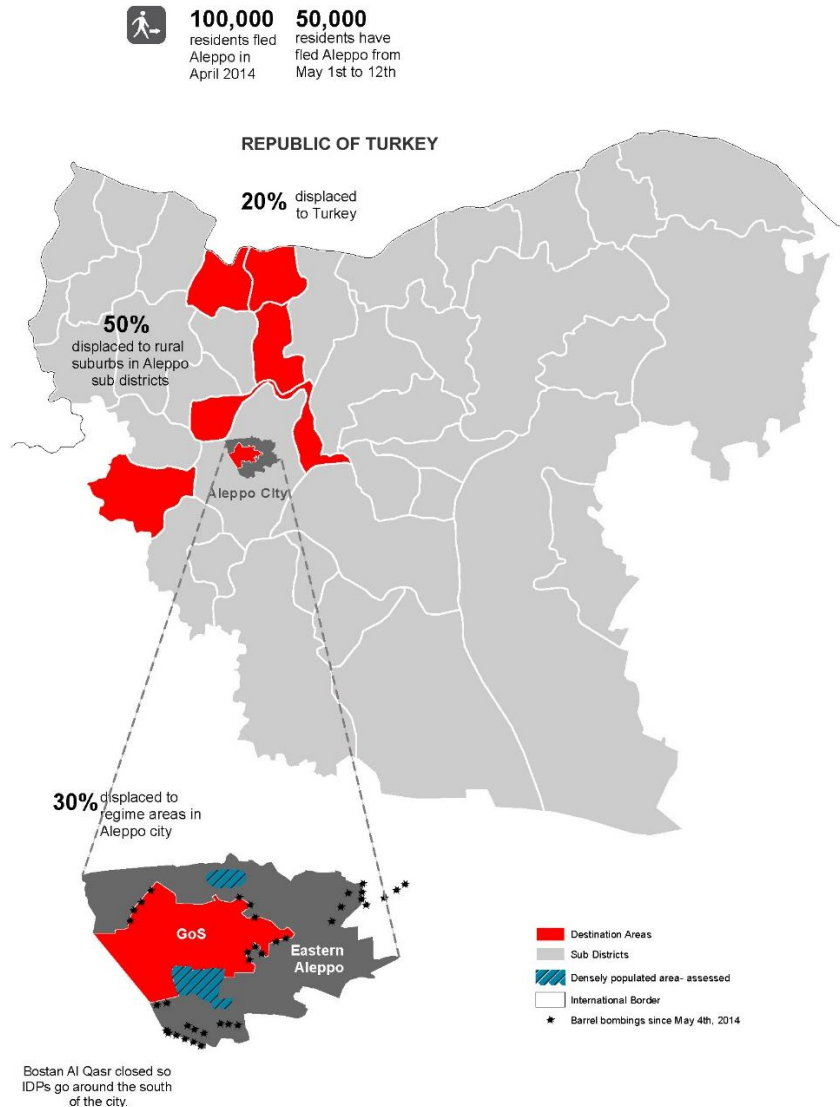 100,000
residents fled
Aleppo in
April 2014
50,000
residents have
fled Aleppo from
May 1st to 12th
REPUBLIC OF TURKEY
20% displaced
to Turkey
50%
displaced to rural
suburbs in Aleppo
sub districts
Aleppo City
30% displaced to
regime areas in
Aleppo city
GoS
Eastern
Aleppo
Destination Areas
Sub Districts
Densely populated area- assessed
International Border
Barrel bombings since May 4th, 2014
Bostan Al Qasr closed so
IDPs go around the south
of the city.